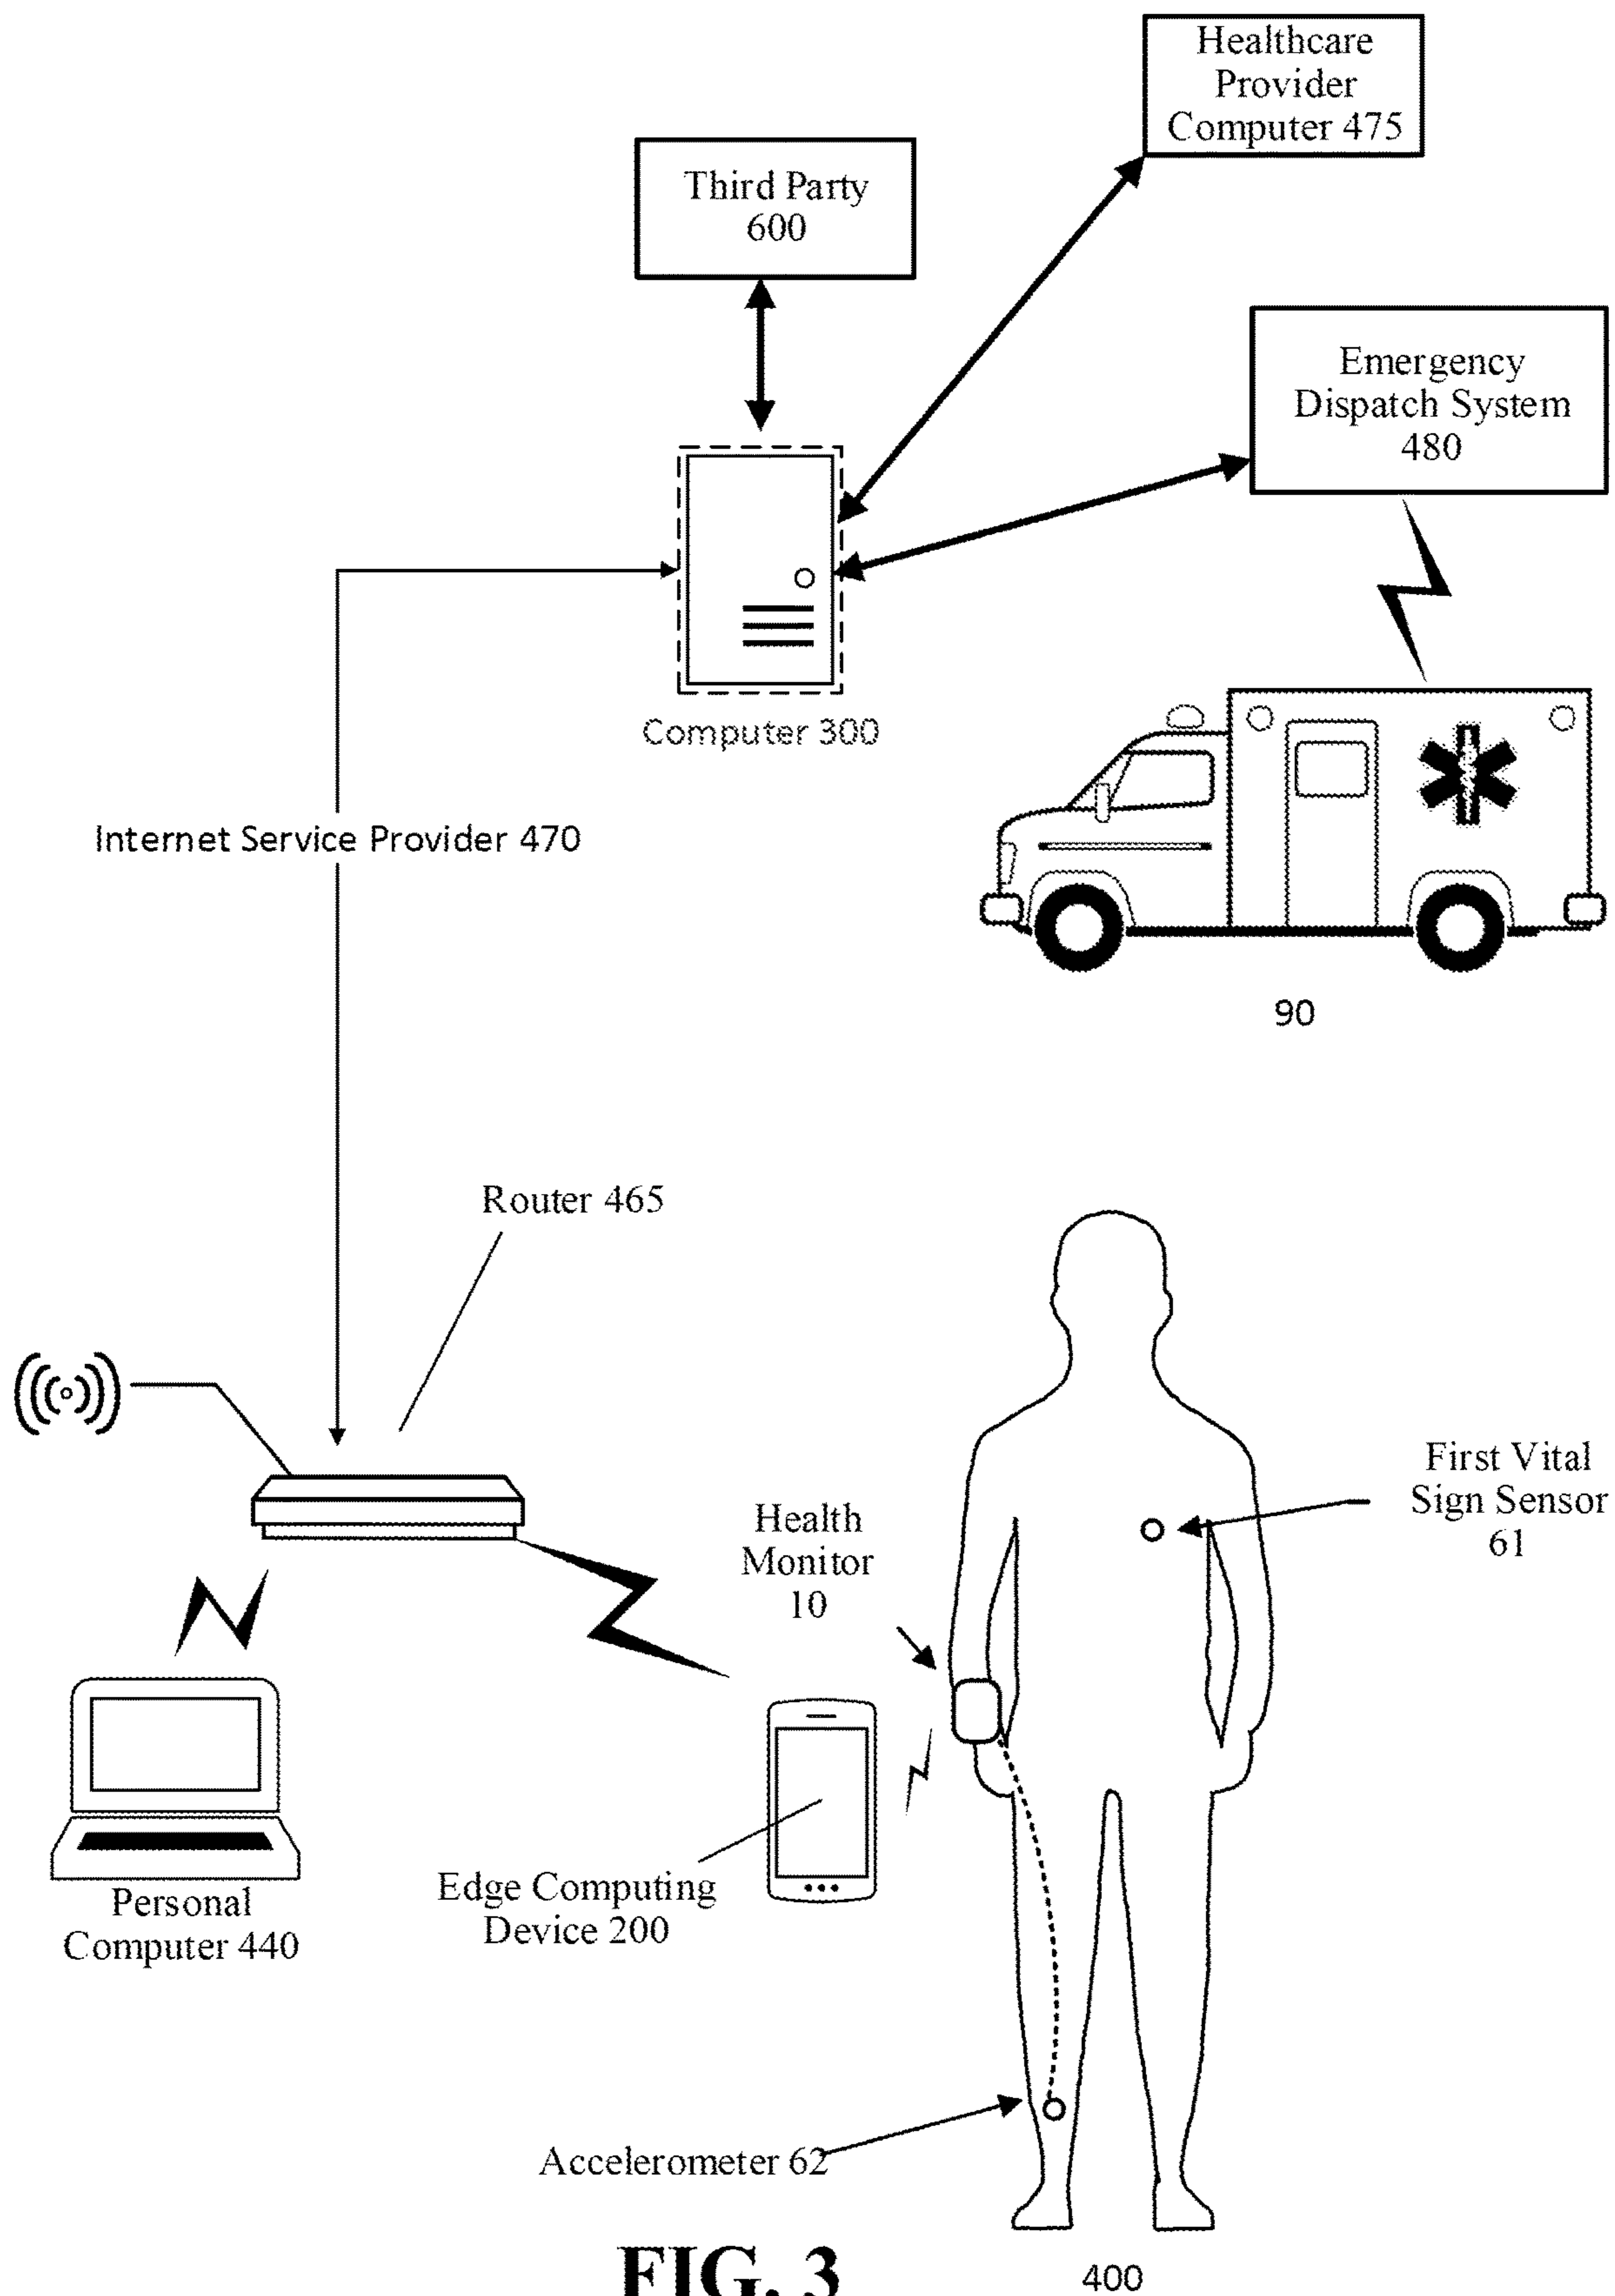 Healthcare
Provider
Computer 475
Third Party
600
Emergency
Dispatch System
480
Computer 300
Internet Service Provider 470
90
Router 465
First Vital
Sign Sensor
61
Health
Monitor
10
Edge Computing
Device 200
Personal
Computer 440
Accelerometer 62
FIG. 3
400